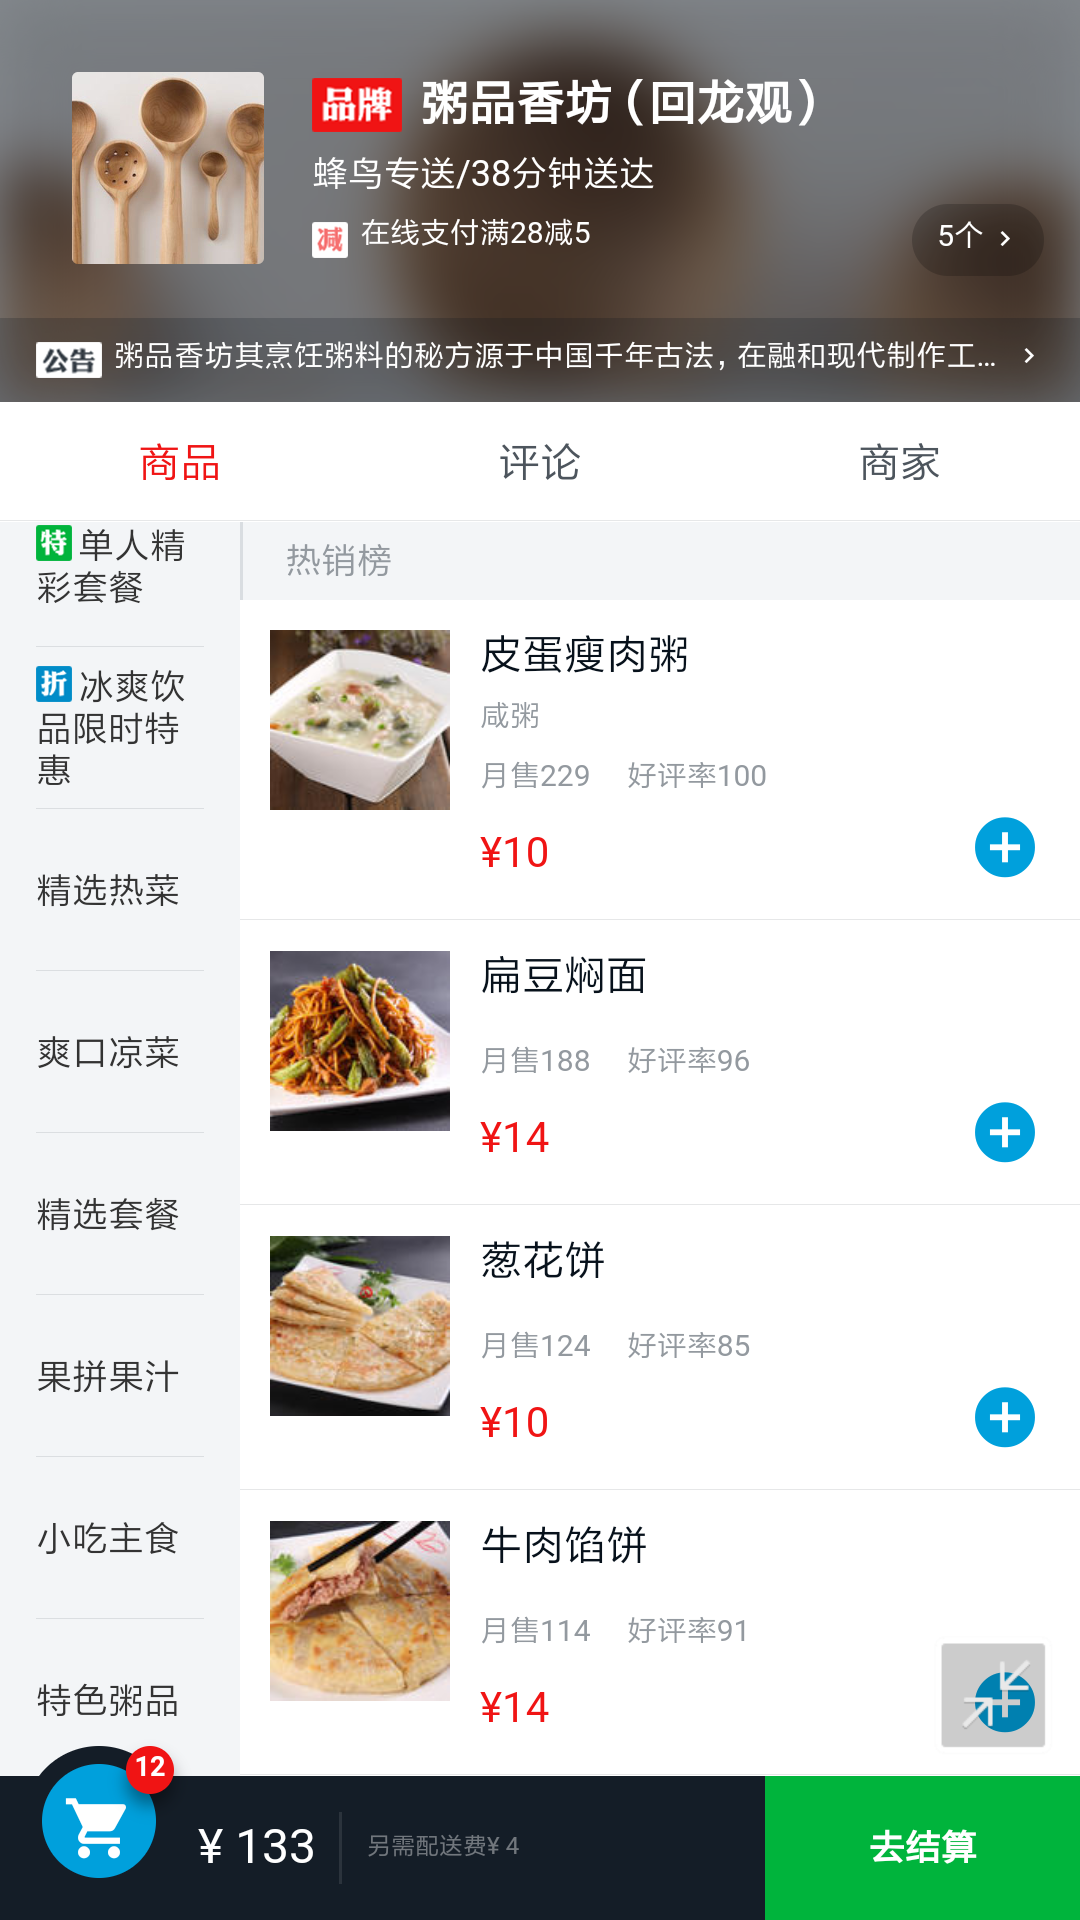 品牌 粥品香坊（回龙观）
蜂鸟专送/38分钟送达
减 在线支付满28减5
5个
公告 粥品香坊其烹饪粥料的秘方源于中国千年古法，在融和现代制作工...
商品
评论
商家
特 单人精
彩套餐
折 冰爽饮
品限时特
惠
精选热菜
爽口凉菜
精选套餐
果拼果汁
小吃主食
特色粥品
热销榜
皮蛋瘦肉粥
咸粥
月售229 好评率100
¥10
扁豆焖面
月售188 好评率96
¥14
葱花饼
月售124 好评率85
¥10
牛肉馅饼
月售114 好评率91
¥14
12
¥ 133
另需配送费¥ 4
去结算